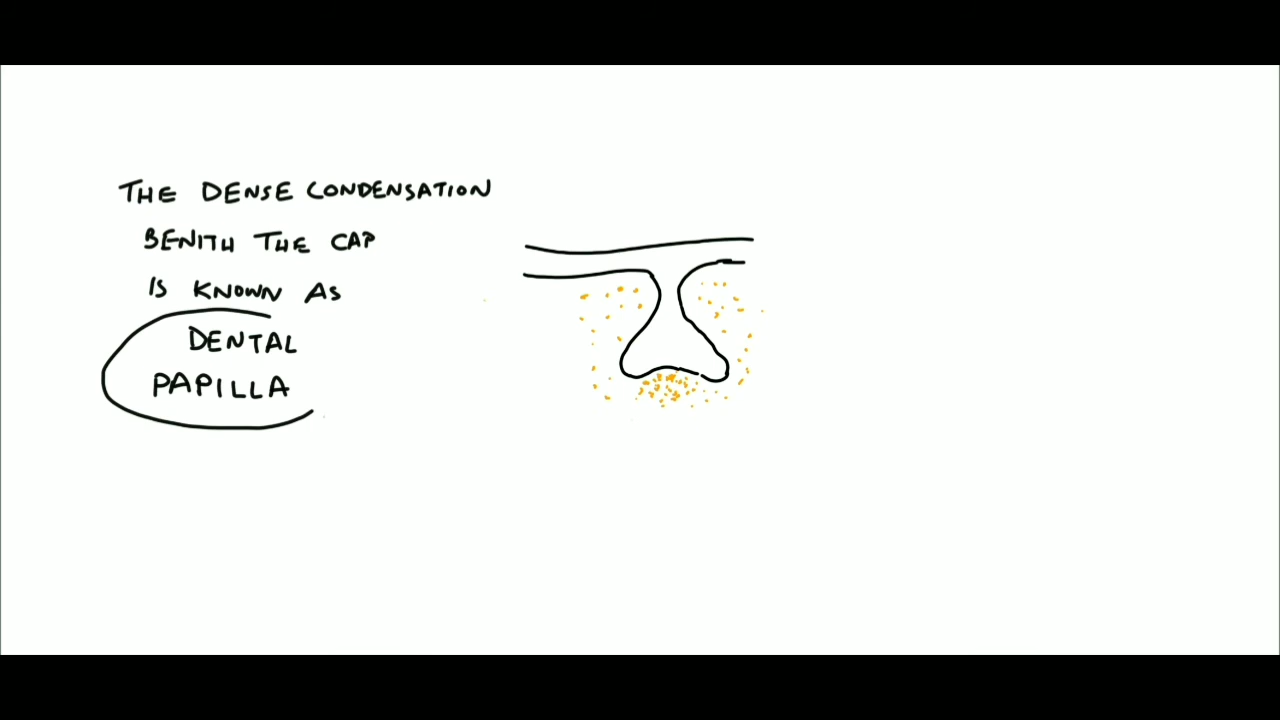 THE DENSE CONDENSATION
BENITH THE CAP
IS KNOWN AS
DENTAL
PAPILLA